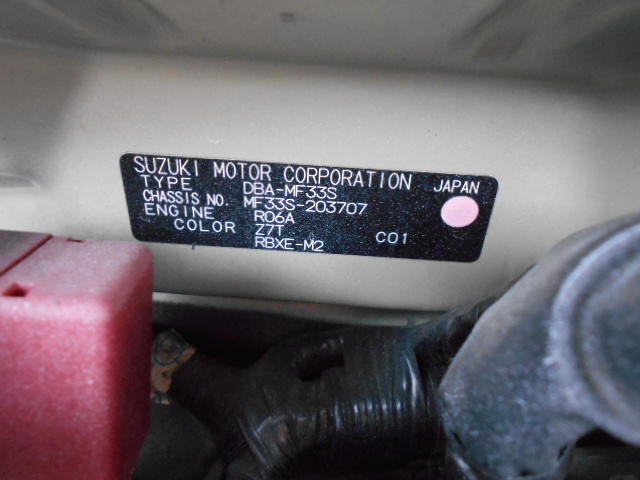 SUZUKI MOTOR CORPORATION JAPAN
TYPE DBA-MF33S
CHASSIS NO. MF33S-203707
ENGINE R06A
COLOR Z7T C01
RBXE-M2